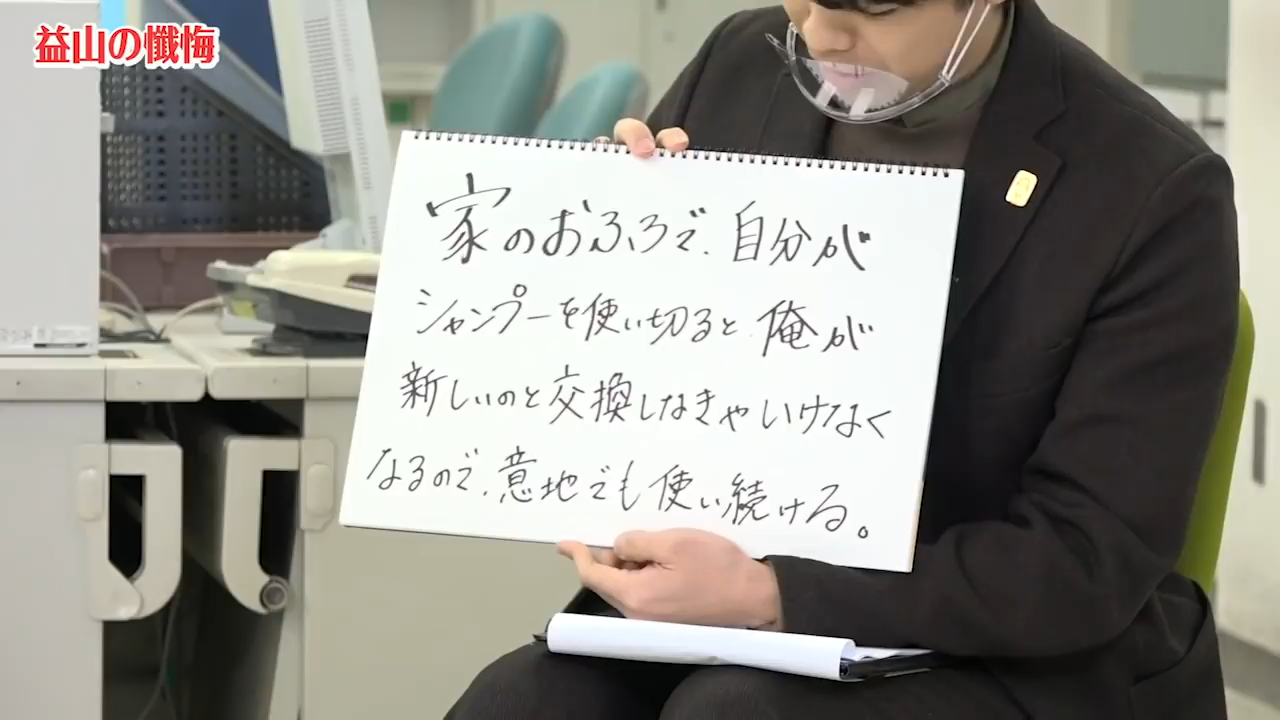 益山の懺悔
家のおふろで、自分が
シャンプーを使い切ると、俺が
新しいのと交換しなきゃいけなく
なるので、意地でも使い続ける。